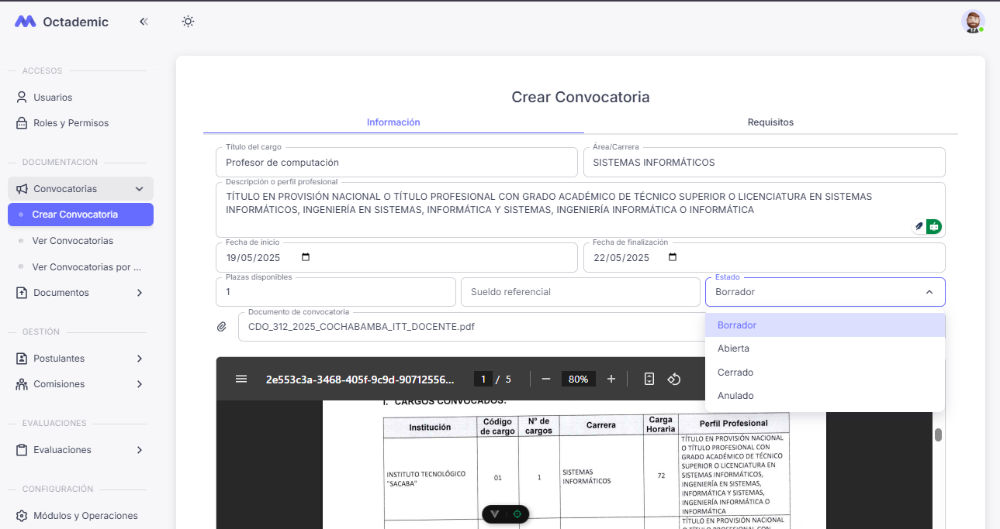 Octademic
ACCESOS
Usuarios
Roles y Permisos
DOCUMENTACION
Convocatorias
Crear Convocatoria
Ver Convocatorias
Ver Convocatorias por ...
Documentos
GESTIÓN
Postulantes
Comisiones
EVALUACIONES
Evaluaciones
CONFIGURACIÓN
Módulos y Operaciones
Crear Convocatoria
Información
Requisitos
Título del cargo
Profesor de computación
Área/Carrera
SISTEMAS INFORMÁTICOS
Descripción o perfil profesional
TÍTULO EN PROVISIÓN NACIONAL O TÍTULO PROFESIONAL CON GRADO ACADÉMICO DE TÉCNICO SUPERIOR O LICENCIATURA EN SISTEMAS
INFORMÁTICOS, INGENIERÍA EN SISTEMAS, INFORMÁTICA Y SISTEMAS, INGENIERÍA INFORMÁTICA O INFORMÁTICA
Fecha de inicio
19/05/2025
Fecha de finalización
22/05/2025
Plazas disponibles
1
Sueldo referencial
Estado
Borrador
Borrador
Abierta
Cerrado
Anulado
Documento de convocatoria
CDO_312_2025_COCHABAMBA_ITT_DOCENTE.pdf
2e553c3a-3468-405f-9c9d-90712556...
1 / 5
80%
I. CARGOS CONVOCADOS:
Institución
Código
de cargo
N° de
cargos
Carrera
Carga
Horaria
Perfil Profesional
INSTITUTO TECNOLÓGICO
"SACABA"
01
1
SISTEMAS
INFORMÁTICOS
72
TÍTULO EN PROVISIÓN NACIONAL
O TÍTULO PROFESIONAL CON
GRADO ACADÉMICO DE TÉCNICO
SUPERIOR O LICENCIATURA EN
SISTEMAS INFORMÁTICOS,
INGENIERÍA EN SISTEMAS,
INFORMÁTICA Y SISTEMAS,
INGENIERÍA INFORMÁTICA O
INFORMÁTICA
TÍTULO EN PROVISIÓN NACIONAL
O TÍTULO PROFESIONAL CON